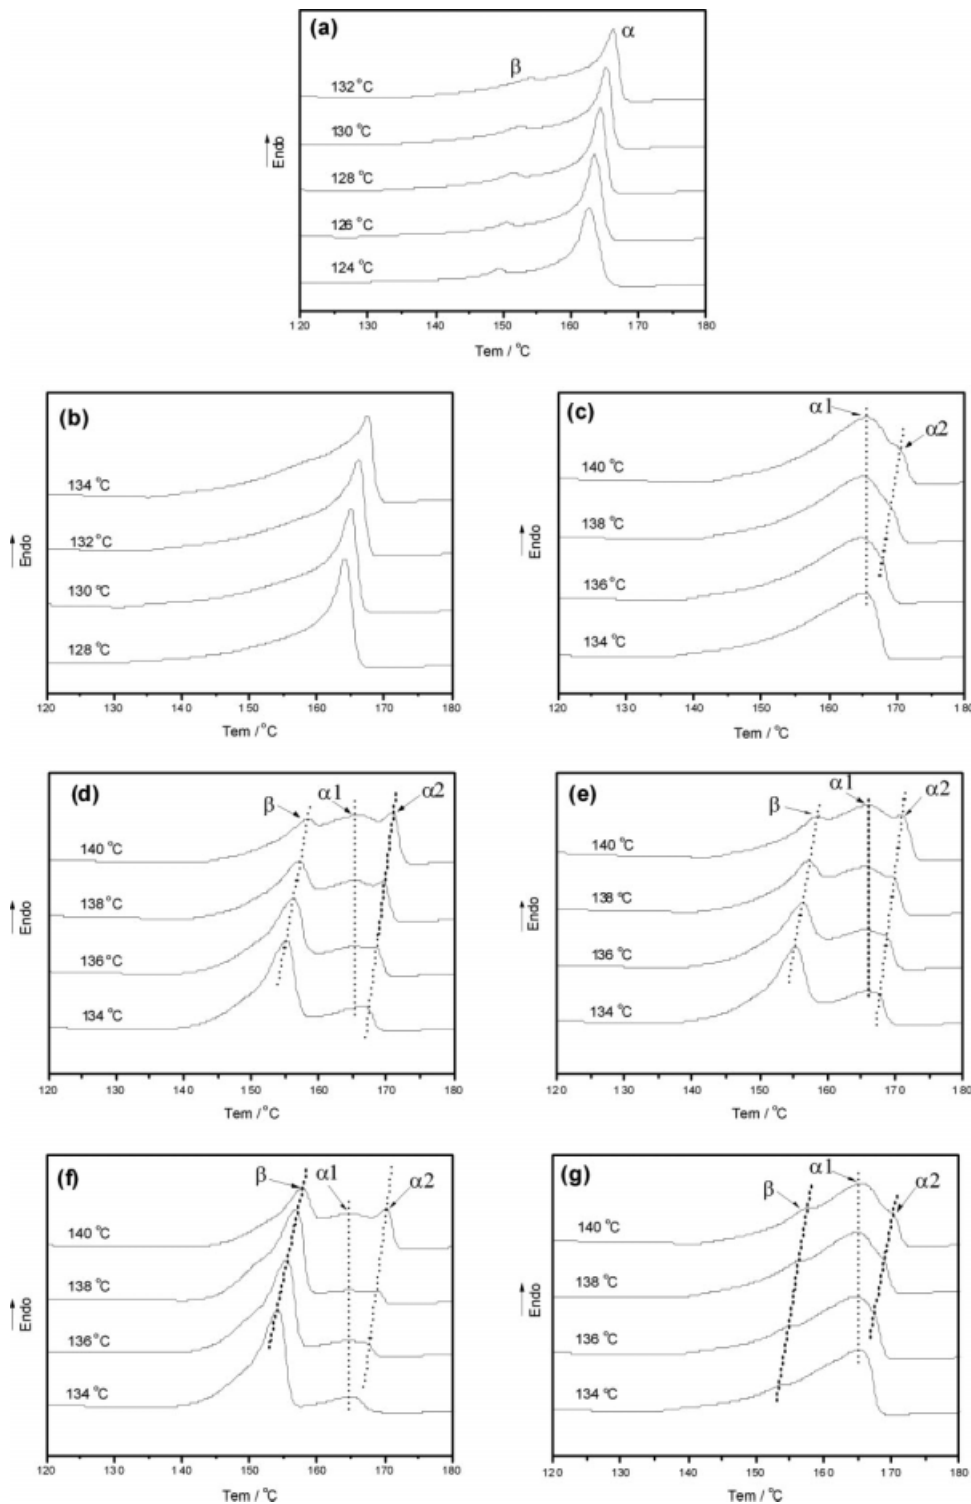 (a)
α
β
132 °C
130 °C
128 °C
126 °C
124 °C
Endo
120 130 140 150 160 170 180
Tem / °C
(b)
134 °C
132 °C
130 °C
128 °C
Endo
120 130 140 150 160 170 180
Tem / °C
(c)
α1
α2
140 °C
138 °C
136 °C
134 °C
Endo
120 130 140 150 160 170 180
Tem / °C
(d)
β
α1
α2
140 °C
138 °C
136 °C
134 °C
Endo
120 130 140 150 160 170 180
Tem / °C
(e)
β
α1
α2
140 °C
138 °C
136 °C
134 °C
Endo
120 130 140 150 160 170 180
Tem / °C
(f)
β
α1
α2
140 °C
138 °C
136 °C
134 °C
Endo
120 130 140 150 160 170 180
Tem / °C
(g)
β
α1
α2
140 °C
138 °C
136 °C
134 °C
Endo
120 130 140 150 160 170 180
Tem / °C